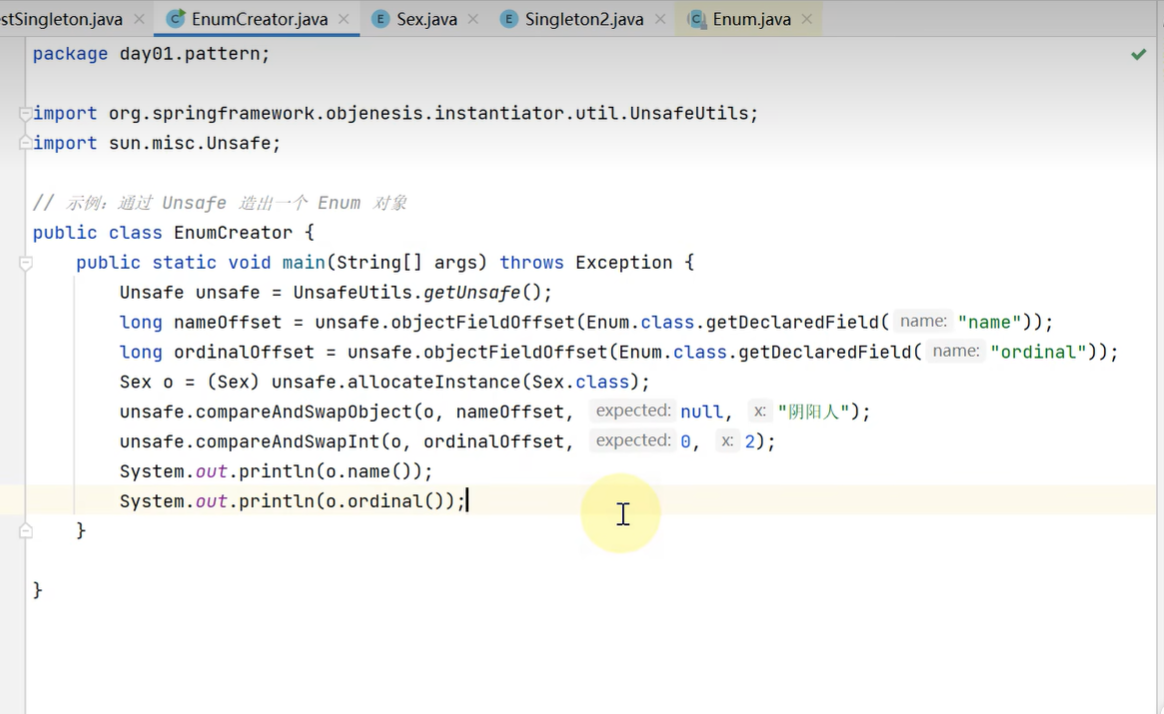 stSingleton.java × EnumCreator.java × Sex.java × Singleton2.java × Enum.java ×
package day01.pattern;
import org.springframework.objenesis.instantiator.util.UnsafeUtils;
import sun.misc.Unsafe;
// 示例：通过 Unsafe 造出一个 Enum 对象
public class EnumCreator {
public static void main(String[] args) throws Exception {
Unsafe unsafe = UnsafeUtils.getUnsafe();
long nameOffset = unsafe.objectFieldOffset(Enum.class.getDeclaredField( name: "name"));
long ordinalOffset = unsafe.objectFieldOffset(Enum.class.getDeclaredField( name: "ordinal"));
Sex o = (Sex) unsafe.allocateInstance(Sex.class);
unsafe.compareAndSwapObject(o, nameOffset, expected: null, x: "阴阳人");
unsafe.compareAndSwapInt(o, ordinalOffset, expected: 0, x: 2);
System.out.println(o.name());
System.out.println(o.ordinal());
}
}